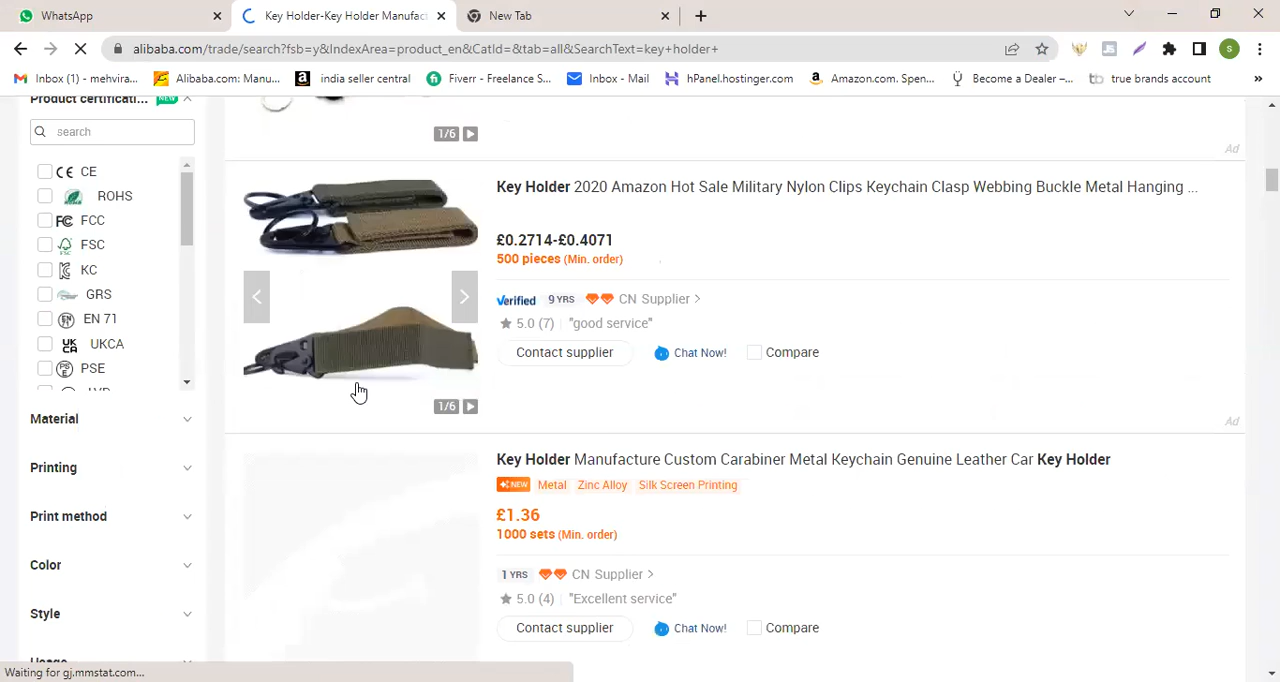 WhatsApp
Key Holder-Key Holder Manufact
New Tab
alibaba.com/trade/search?fsb=y&IndexArea=product_en&CatId=&tab=all&SearchText=key+holder+
Inbox (1) - mehvira...
Alibaba.com: Manu...
india seller central
Fiverr - Freelance S...
Inbox - Mail
hPanel.hostinger.com
Amazon.com. Spen...
Become a Dealer –...
true brands account
Product certificati...
NEW
search
CE
ROHS
FCC
FSC
KC
GRS
EN 71
UKCA
PSE
Material
Printing
Print method
Color
Style
1/6
Ad
Key Holder 2020 Amazon Hot Sale Military Nylon Clips Keychain Clasp Webbing Buckle Metal Hanging ...
£0.2714-£0.4071
500 pieces (Min. order)
Verified 9 YRS CN Supplier >
5.0 (7) "good service"
Contact supplier
Chat Now!
Compare
1/6
Ad
Key Holder Manufacture Custom Carabiner Metal Keychain Genuine Leather Car Key Holder
NEW Metal Zinc Alloy Silk Screen Printing
£1.36
1000 sets (Min. order)
1 YRS CN Supplier >
5.0 (4) "Excellent service"
Contact supplier
Chat Now!
Compare
Waiting for gj.mmstat.com...